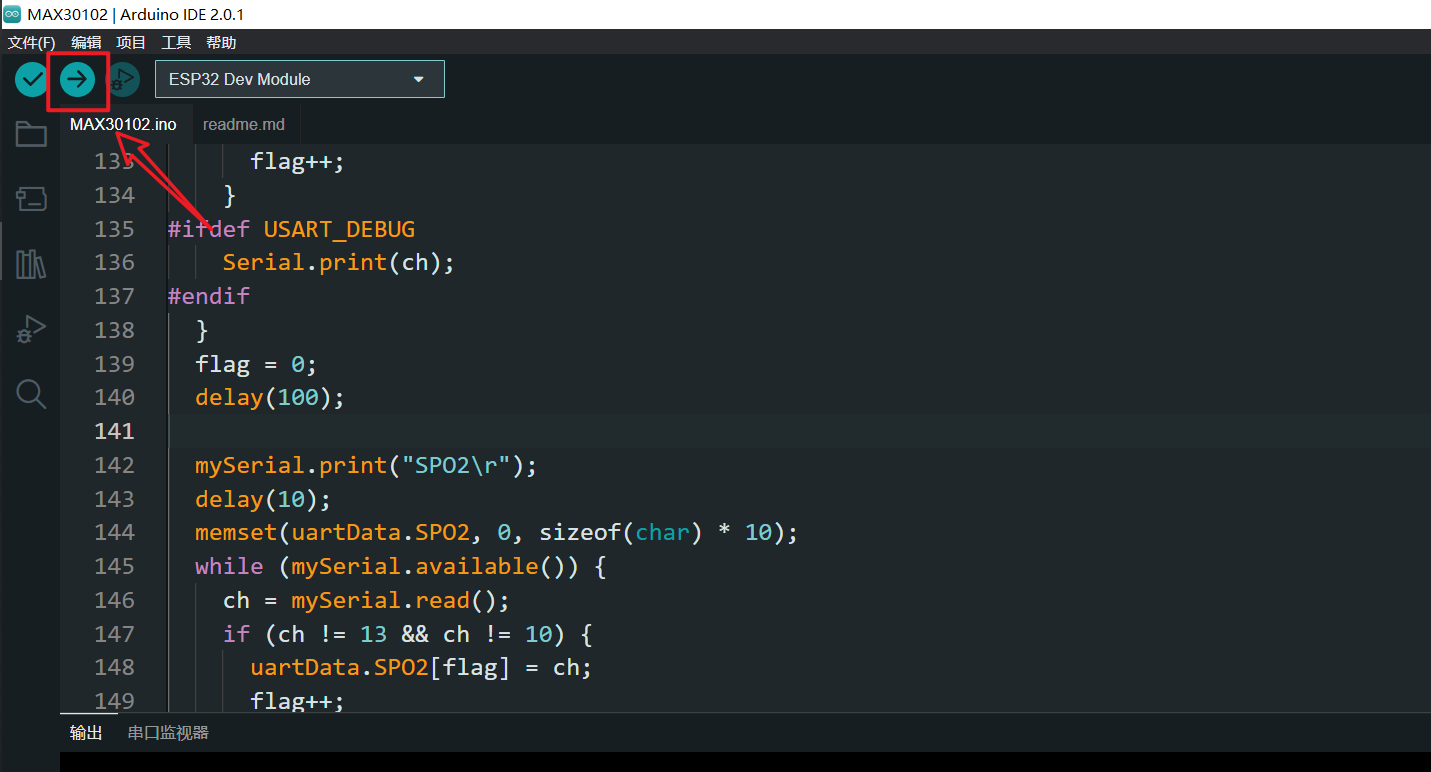 MAX30102 | Arduino IDE 2.0.1
文件(F) 编辑 项目 工具 帮助
ESP32 Dev Module
MAX30102.ino readme.md
133 flag++;
134 }
135 #ifdef USART_DEBUG
136 Serial.print(ch);
137 #endif
138 }
139 flag = 0;
140 delay(100);
141
142 mySerial.print("SPO2\r");
143 delay(10);
144 memset(uartData.SPO2, 0, sizeof(char) * 10);
145 while (mySerial.available()) {
146 ch = mySerial.read();
147 if (ch != 13 && ch != 10) {
148 uartData.SPO2[flag] = ch;
149 flag++;
输出 串口监视器